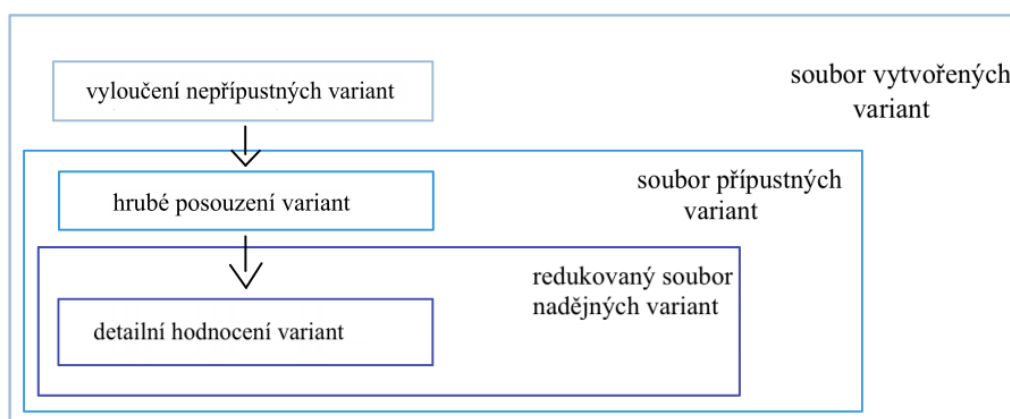 soubor vytvořených
variant
vyloučení nepřípustných variant
soubor přípustných
variant
hrubé posouzení variant
redukovaný soubor
nadějných variant
detailní hodnocení variant